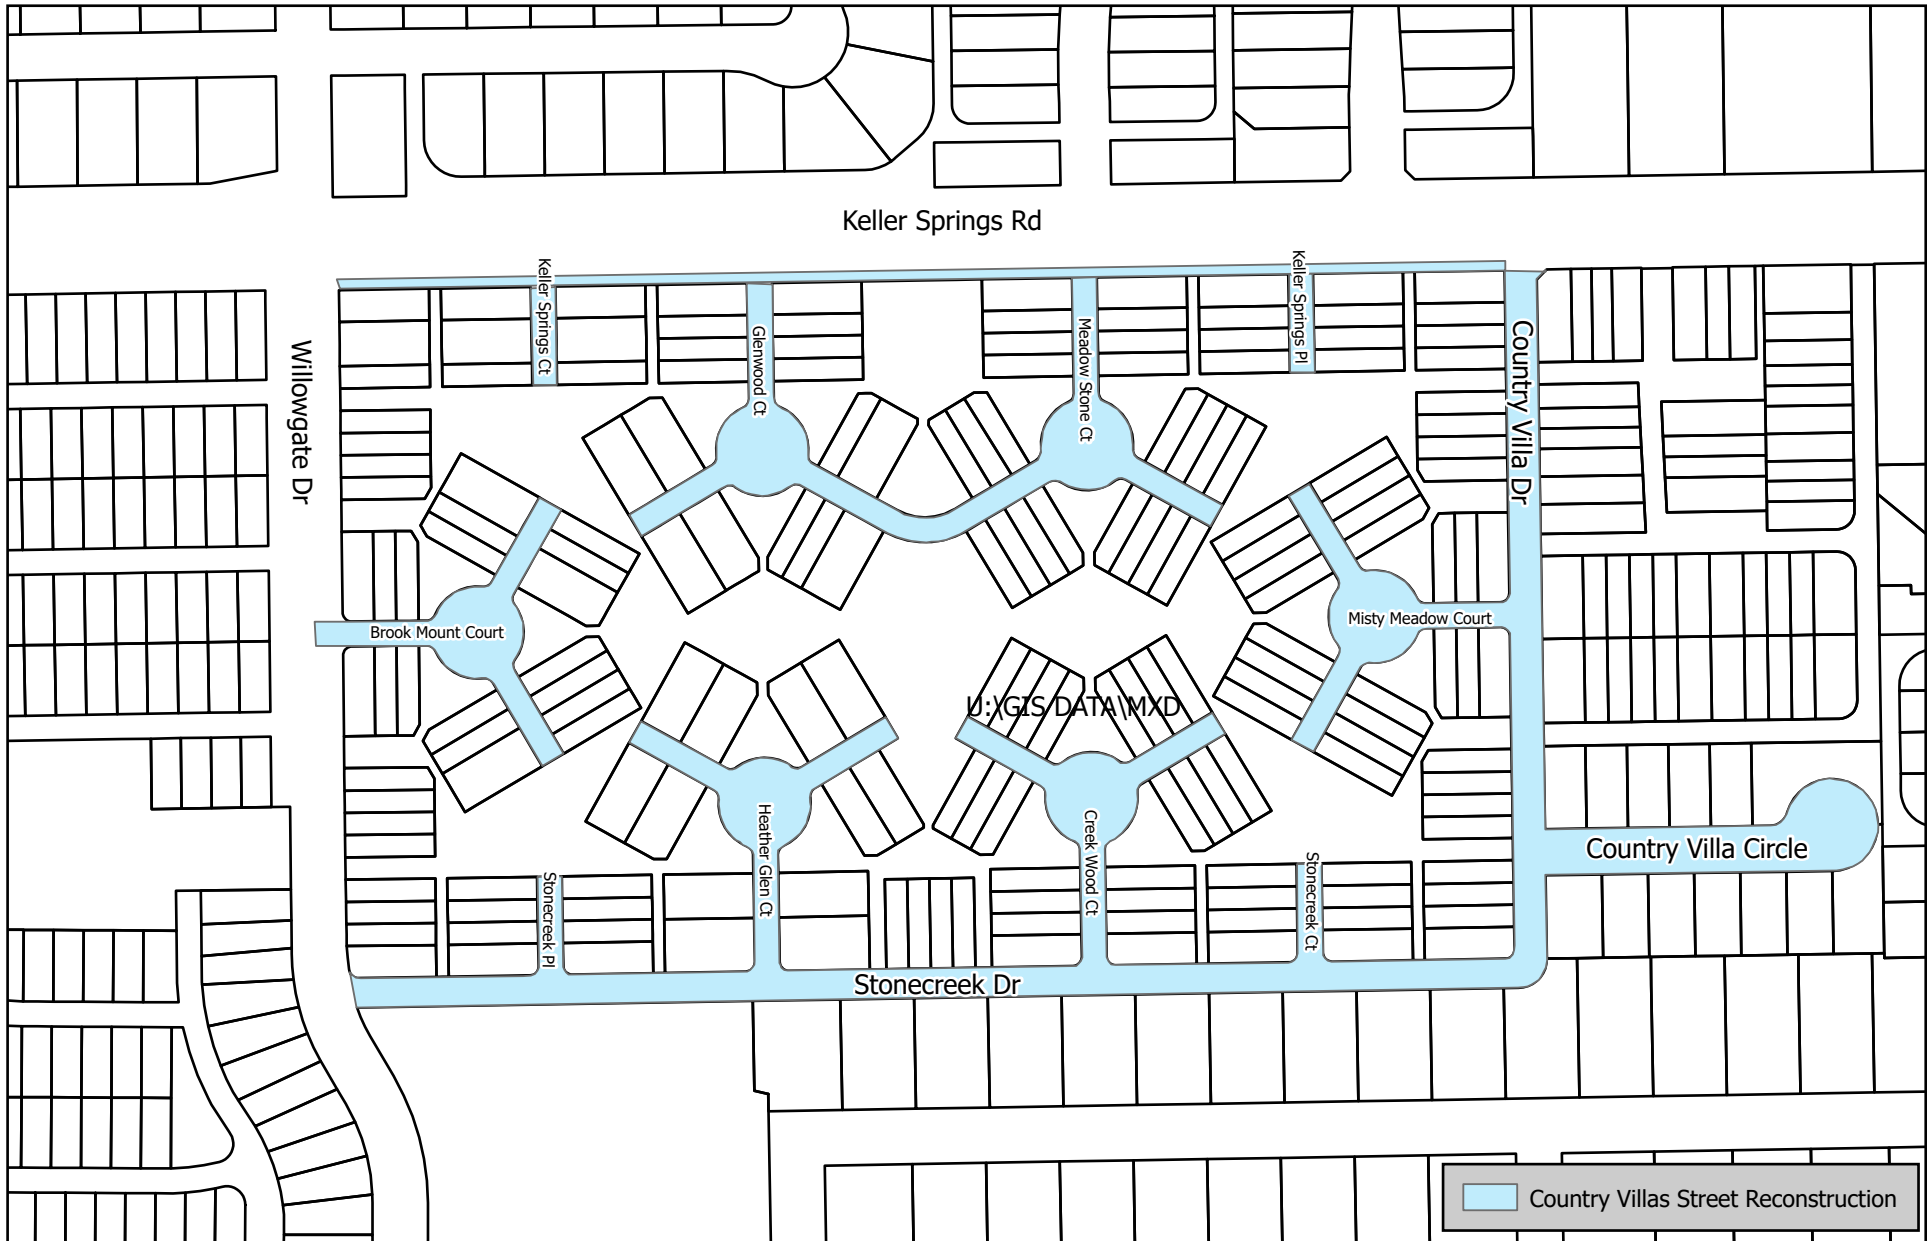 Keller Springs Rd
Keller Springs Ct
Keller Springs Pl
Glenwood Ct
Meadow Stone Ct
Country Villa Dr
Willowgate Dr
Brook Mount Court
Misty Meadow Court
U:\GIS DATA\MXD
Heather Glen Ct
Creek Wood Ct
Country Villa Circle
Stonecreek Pl
Stonecreek Ct
Stonecreek Dr
Country Villas Street Reconstruction